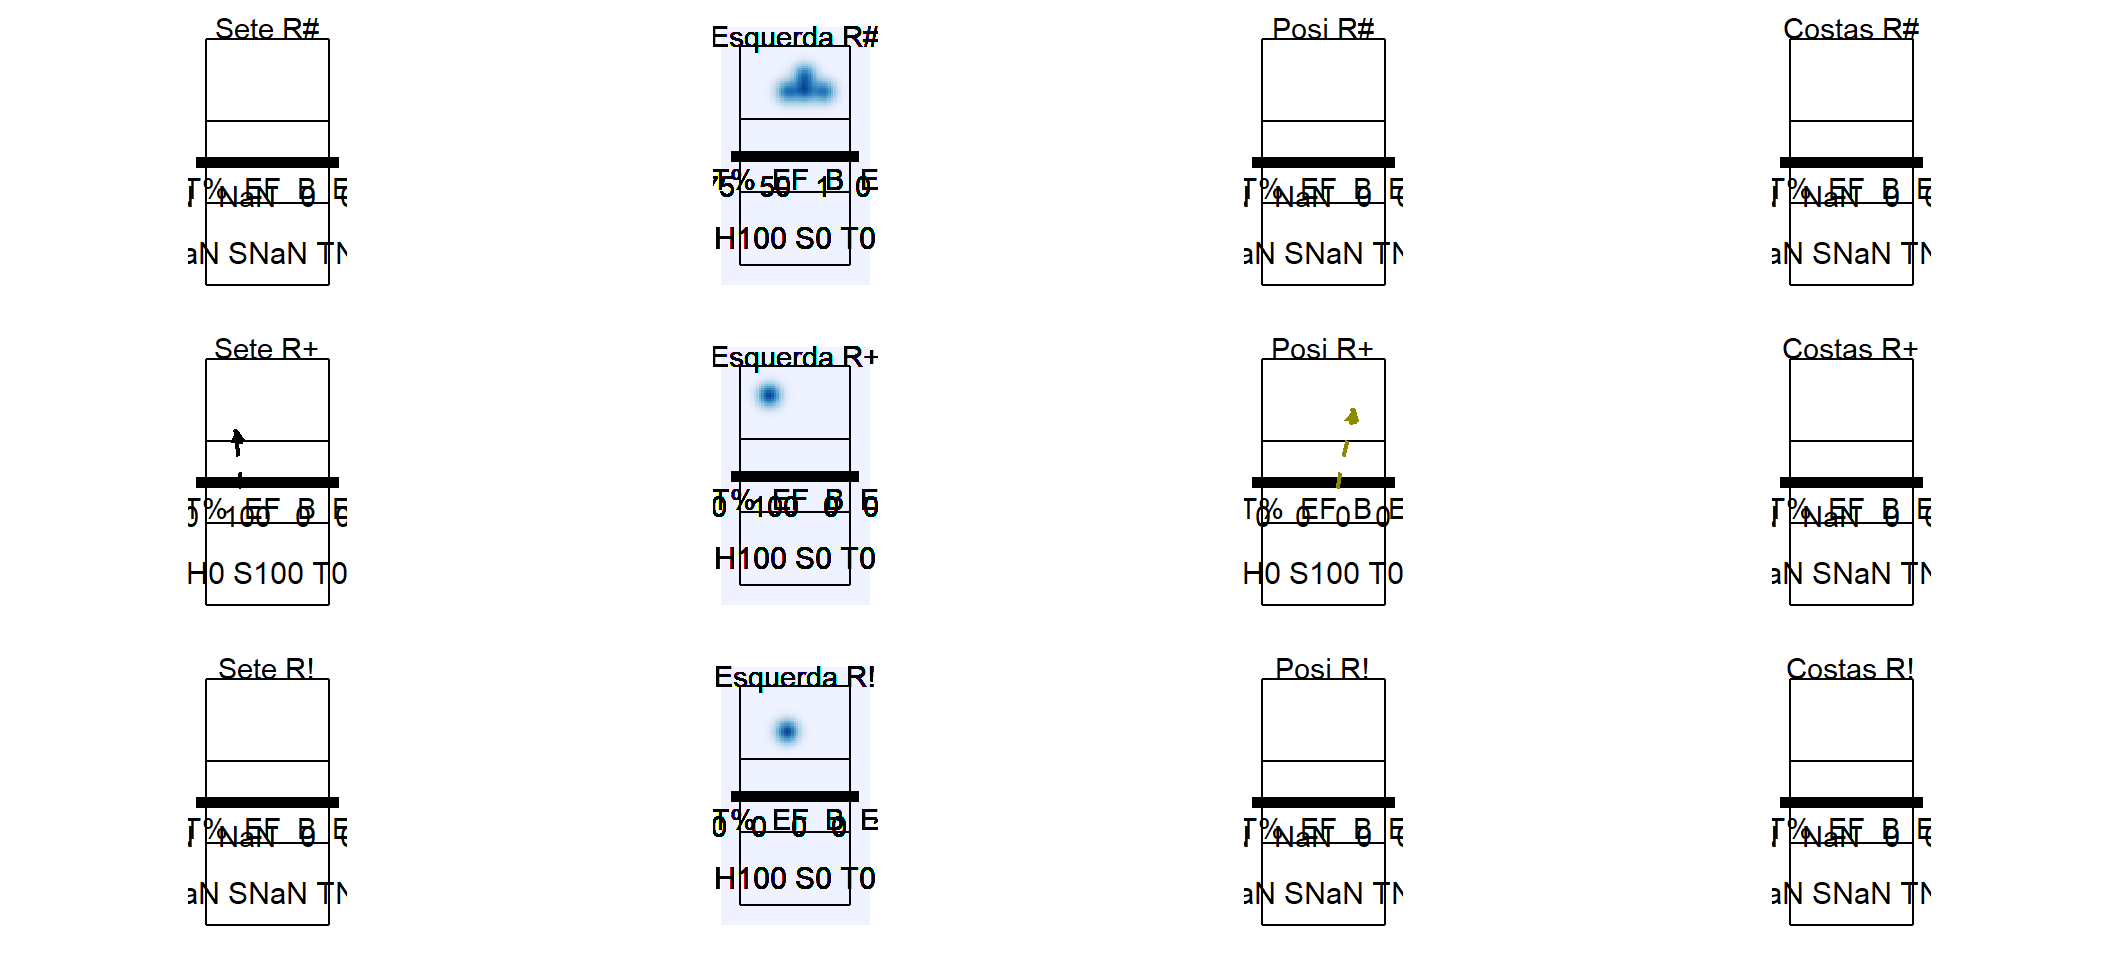 Sete R#
Esquerda R#
Posi R#
Costas R#
T% EF B E
NaN 0
T% EF B E
75 50 1 0
T% EF B E
NaN 0
T% EF B E
NaN 0
aN SNaN TN
H100 S0 T0
aN SNaN TN
aN SNaN TN
Sete R+
Esquerda R+
Posi R+
Costas R+
T% EF B E
0 100 0 0
T% EF B E
0 100 0 0
T% EF B E
0 0 0 0
T% EF B E
NaN 0
H0 S100 T0
H100 S0 T0
H0 S100 T0
aN SNaN TN
Sete R!
Esquerda R!
Posi R!
Costas R!
T% EF B E
NaN 0
T% EF B E
0 0 0 0
T% EF B E
NaN 0
T% EF B E
NaN 0
aN SNaN TN
H100 S0 T0
aN SNaN TN
aN SNaN TN